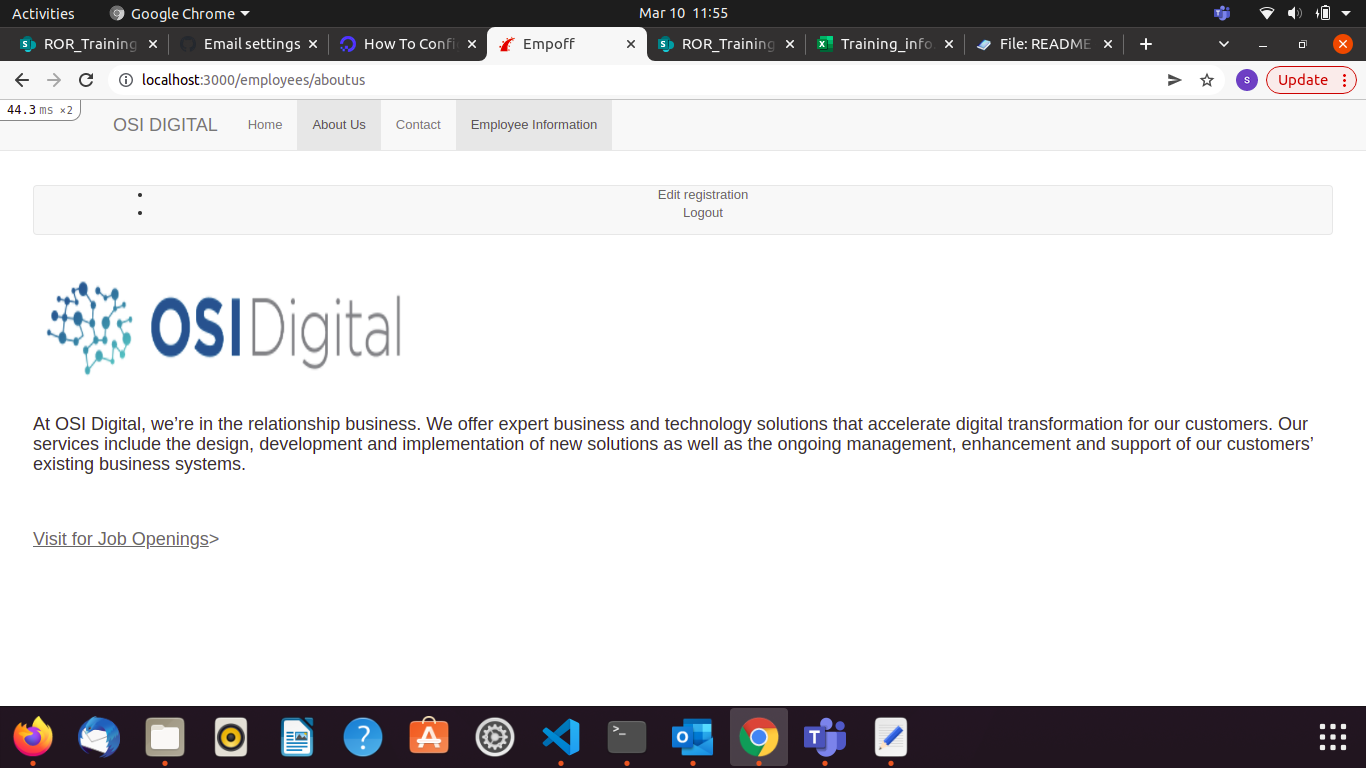 Activities
Google Chrome
Mar 10 11:55
ROR_Training
Email settings
How To Confi
Empoff
ROR_Training
Training_info
File: README
localhost:3000/employees/aboutus
S
Update
44.3 ms ×2
OSI DIGITAL
Home
About Us
Contact
Employee Information
Edit registration
Logout
OSI Digital
At OSI Digital, we’re in the relationship business. We offer expert business and technology solutions that accelerate digital transformation for our customers. Our
services include the design, development and implementation of new solutions as well as the ongoing management, enhancement and support of our customers’
existing business systems.
Visit for Job Openings>